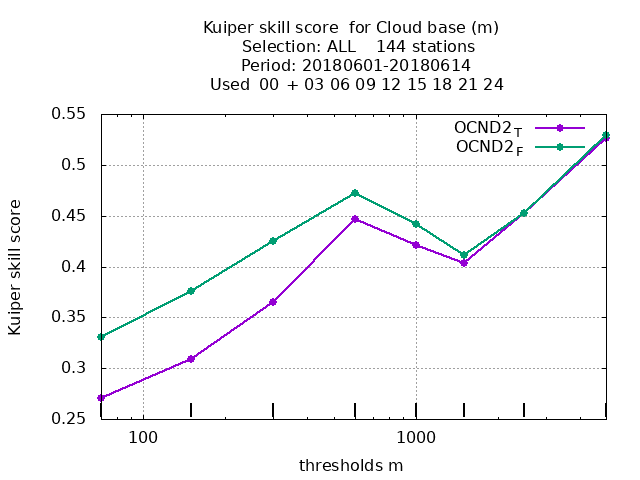 Kuiper skill score  for Cloud base (m)
Selection: ALL    144 stations
Period: 20180601-20180614
Used  00 + 03 06 09 12 15 18 21 24
OCND2T
OCND2F
0.55
0.5
0.45
0.4
0.35
0.3
0.25
Kuiper skill score
100
1000
thresholds m